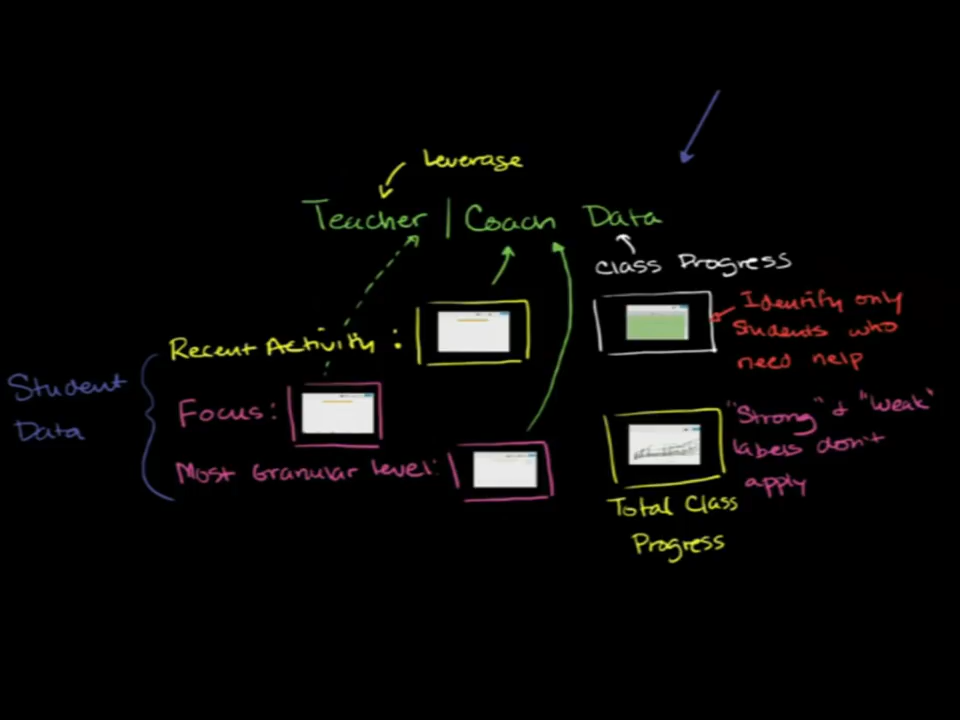 Leverage
Teacher | Coach Data
Class Progress
Identify only
students who
need help
Recent Activity :
Student
Data
Focus:
Most Granular level:
"Strong" & "Weak"
labels don't
apply
Total Class
Progress